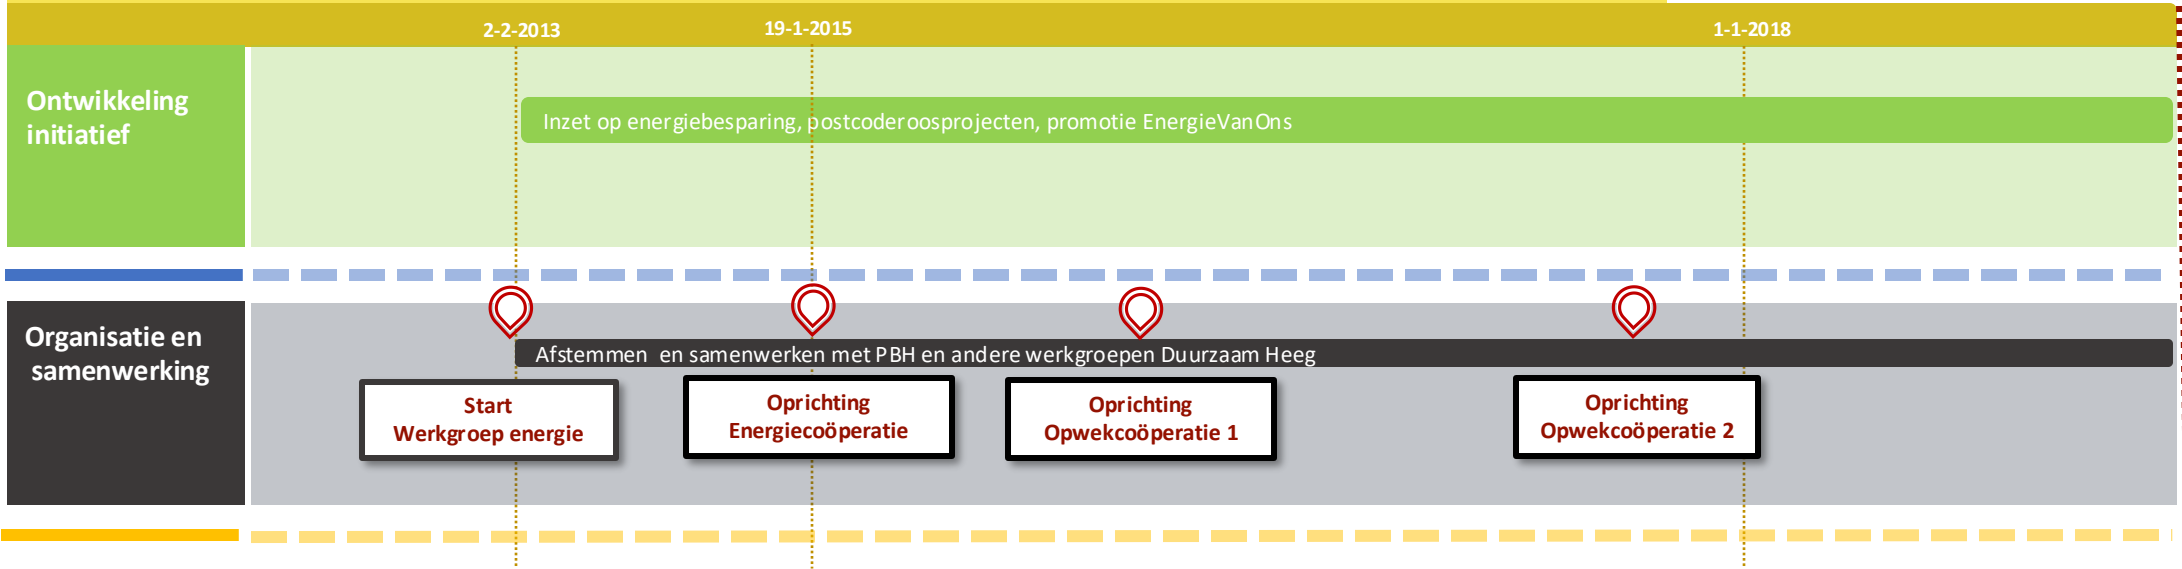 2-2-2013
19-1-2015
1-1-2018
Ontwikkeling
initiatief
Inzet op energiebesparing, postcoderoosprojecten, promotie EnergieVanOns
Organisatie en
samenwerking
Afstemmen en samenwerken met PBH en andere werkgroepen Duurzaam Heeg
Start
Werkgroep energie
Oprichting
Energiecoöperatie
Oprichting
Opwekcoöperatie 1
Oprichting
Opwekcoöperatie 2